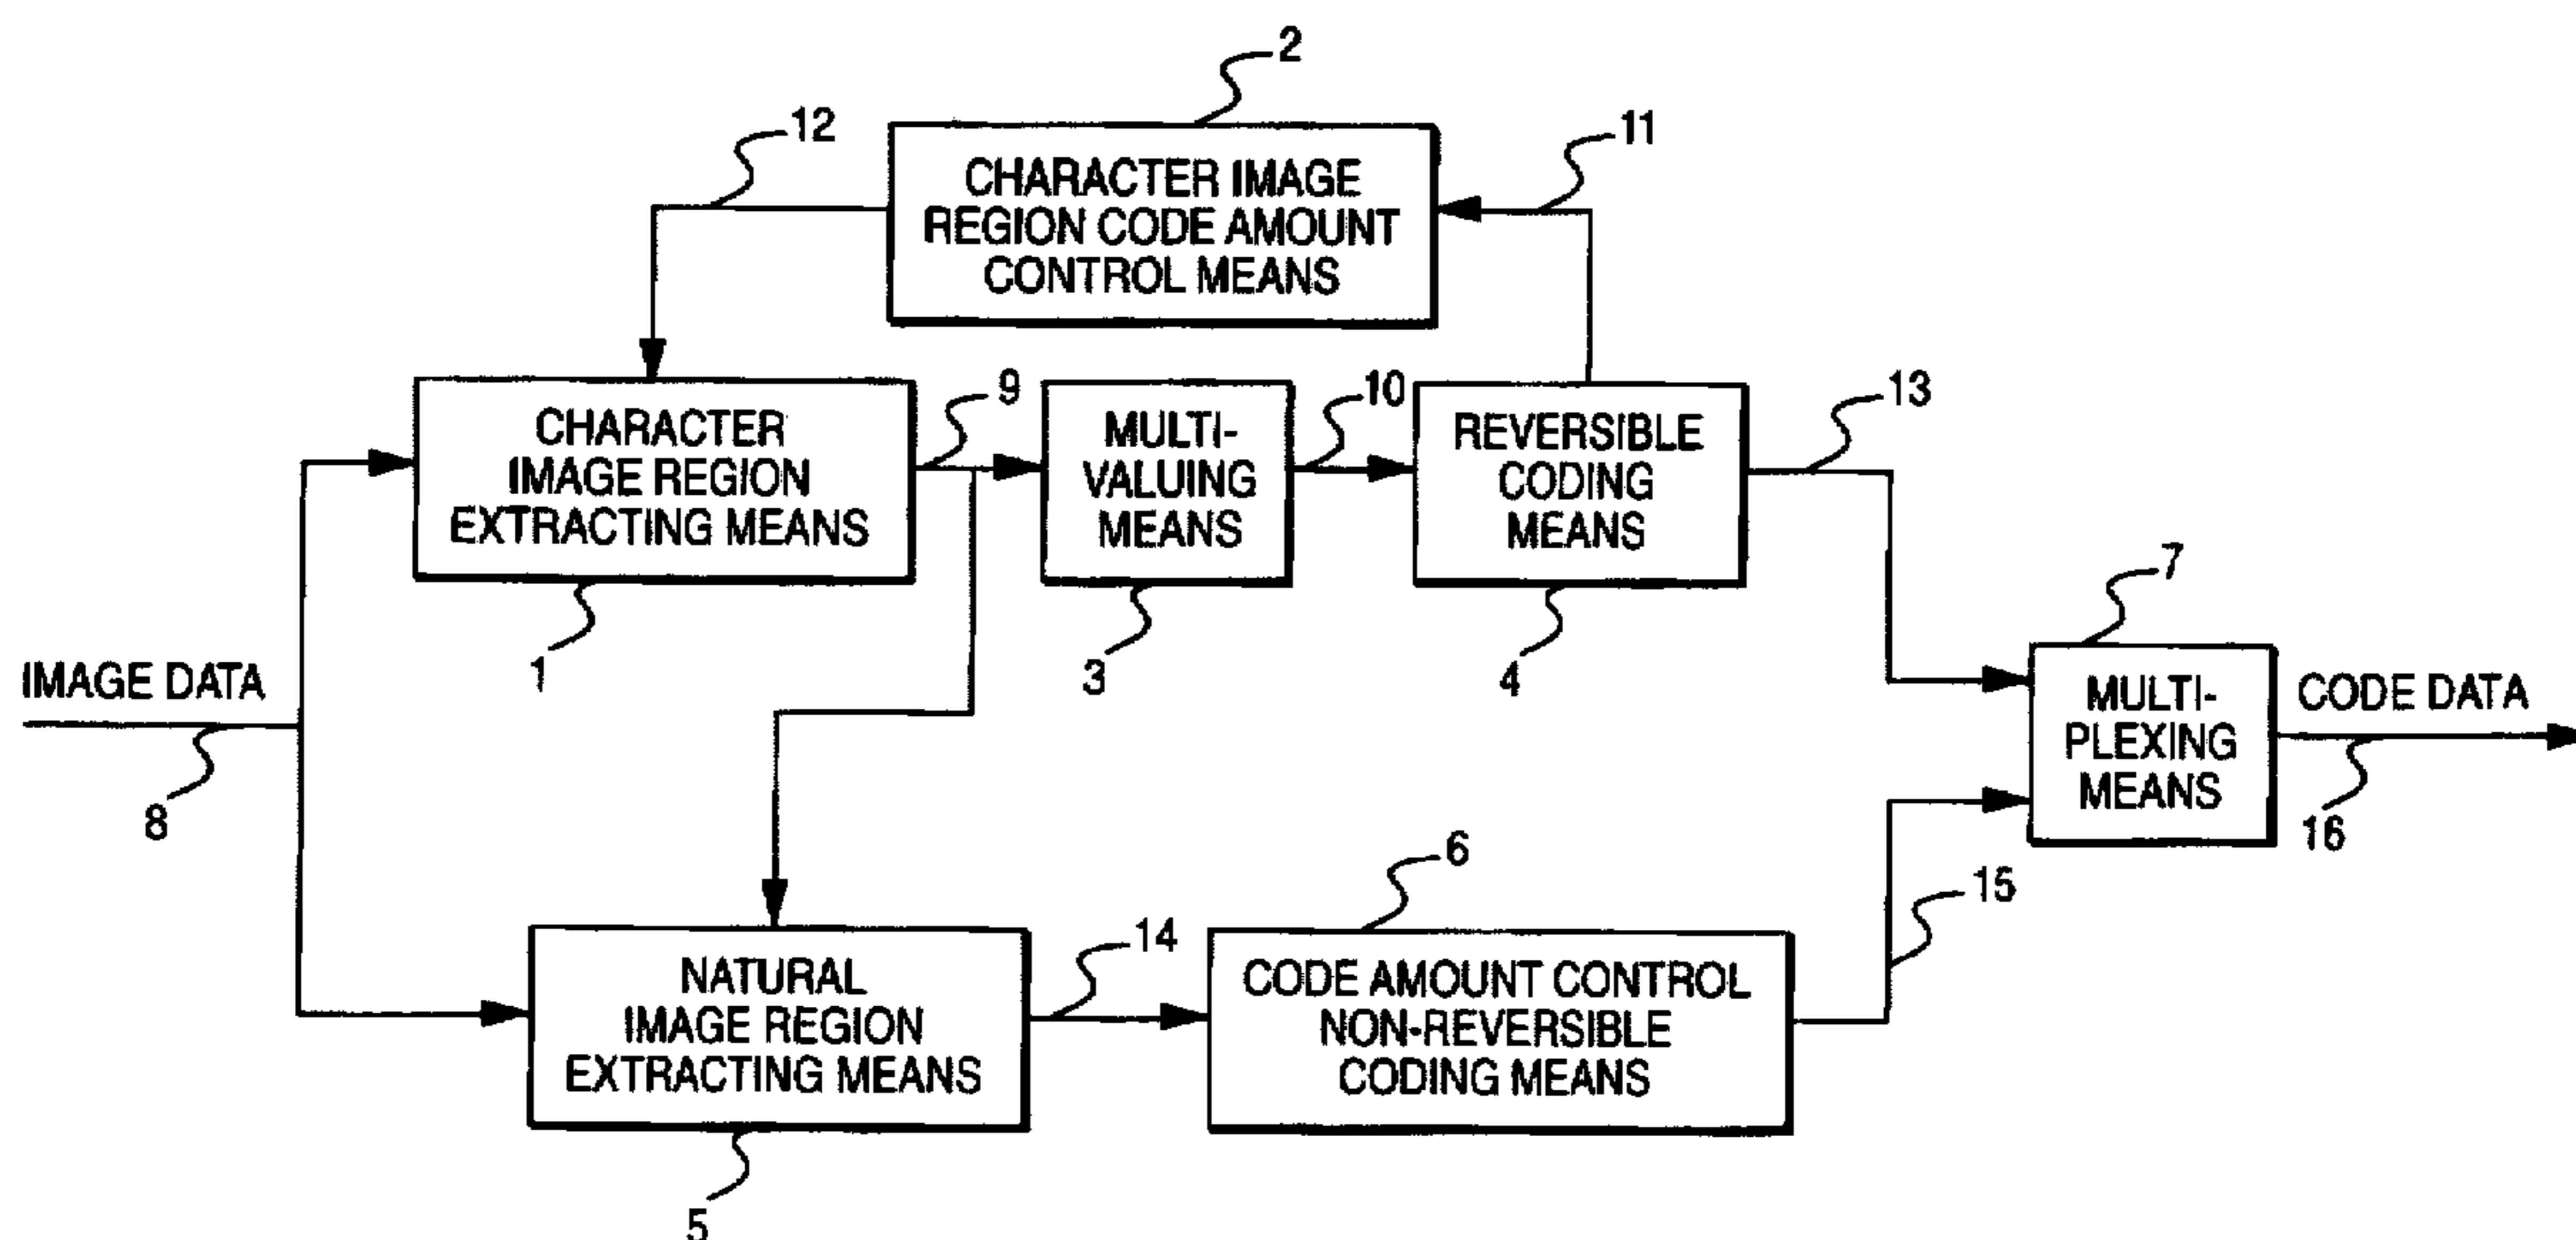 2
12
11
CHARACTER IMAGE
REGION CODE AMOUNT
CONTROL MEANS
9
10
13
CHARACTER
IMAGE REGION
EXTRACTING MEANS
MULTI-
VALUING
MEANS
REVERSIBLE
CODING
MEANS
1
3
4
7
IMAGE DATA
8
MULTI-
PLEXING
MEANS
CODE DATA
16
6
15
14
NATURAL
IMAGE REGION
EXTRACTING MEANS
CODE AMOUNT CONTROL
NON-REVERSIBLE
CODING MEANS
5